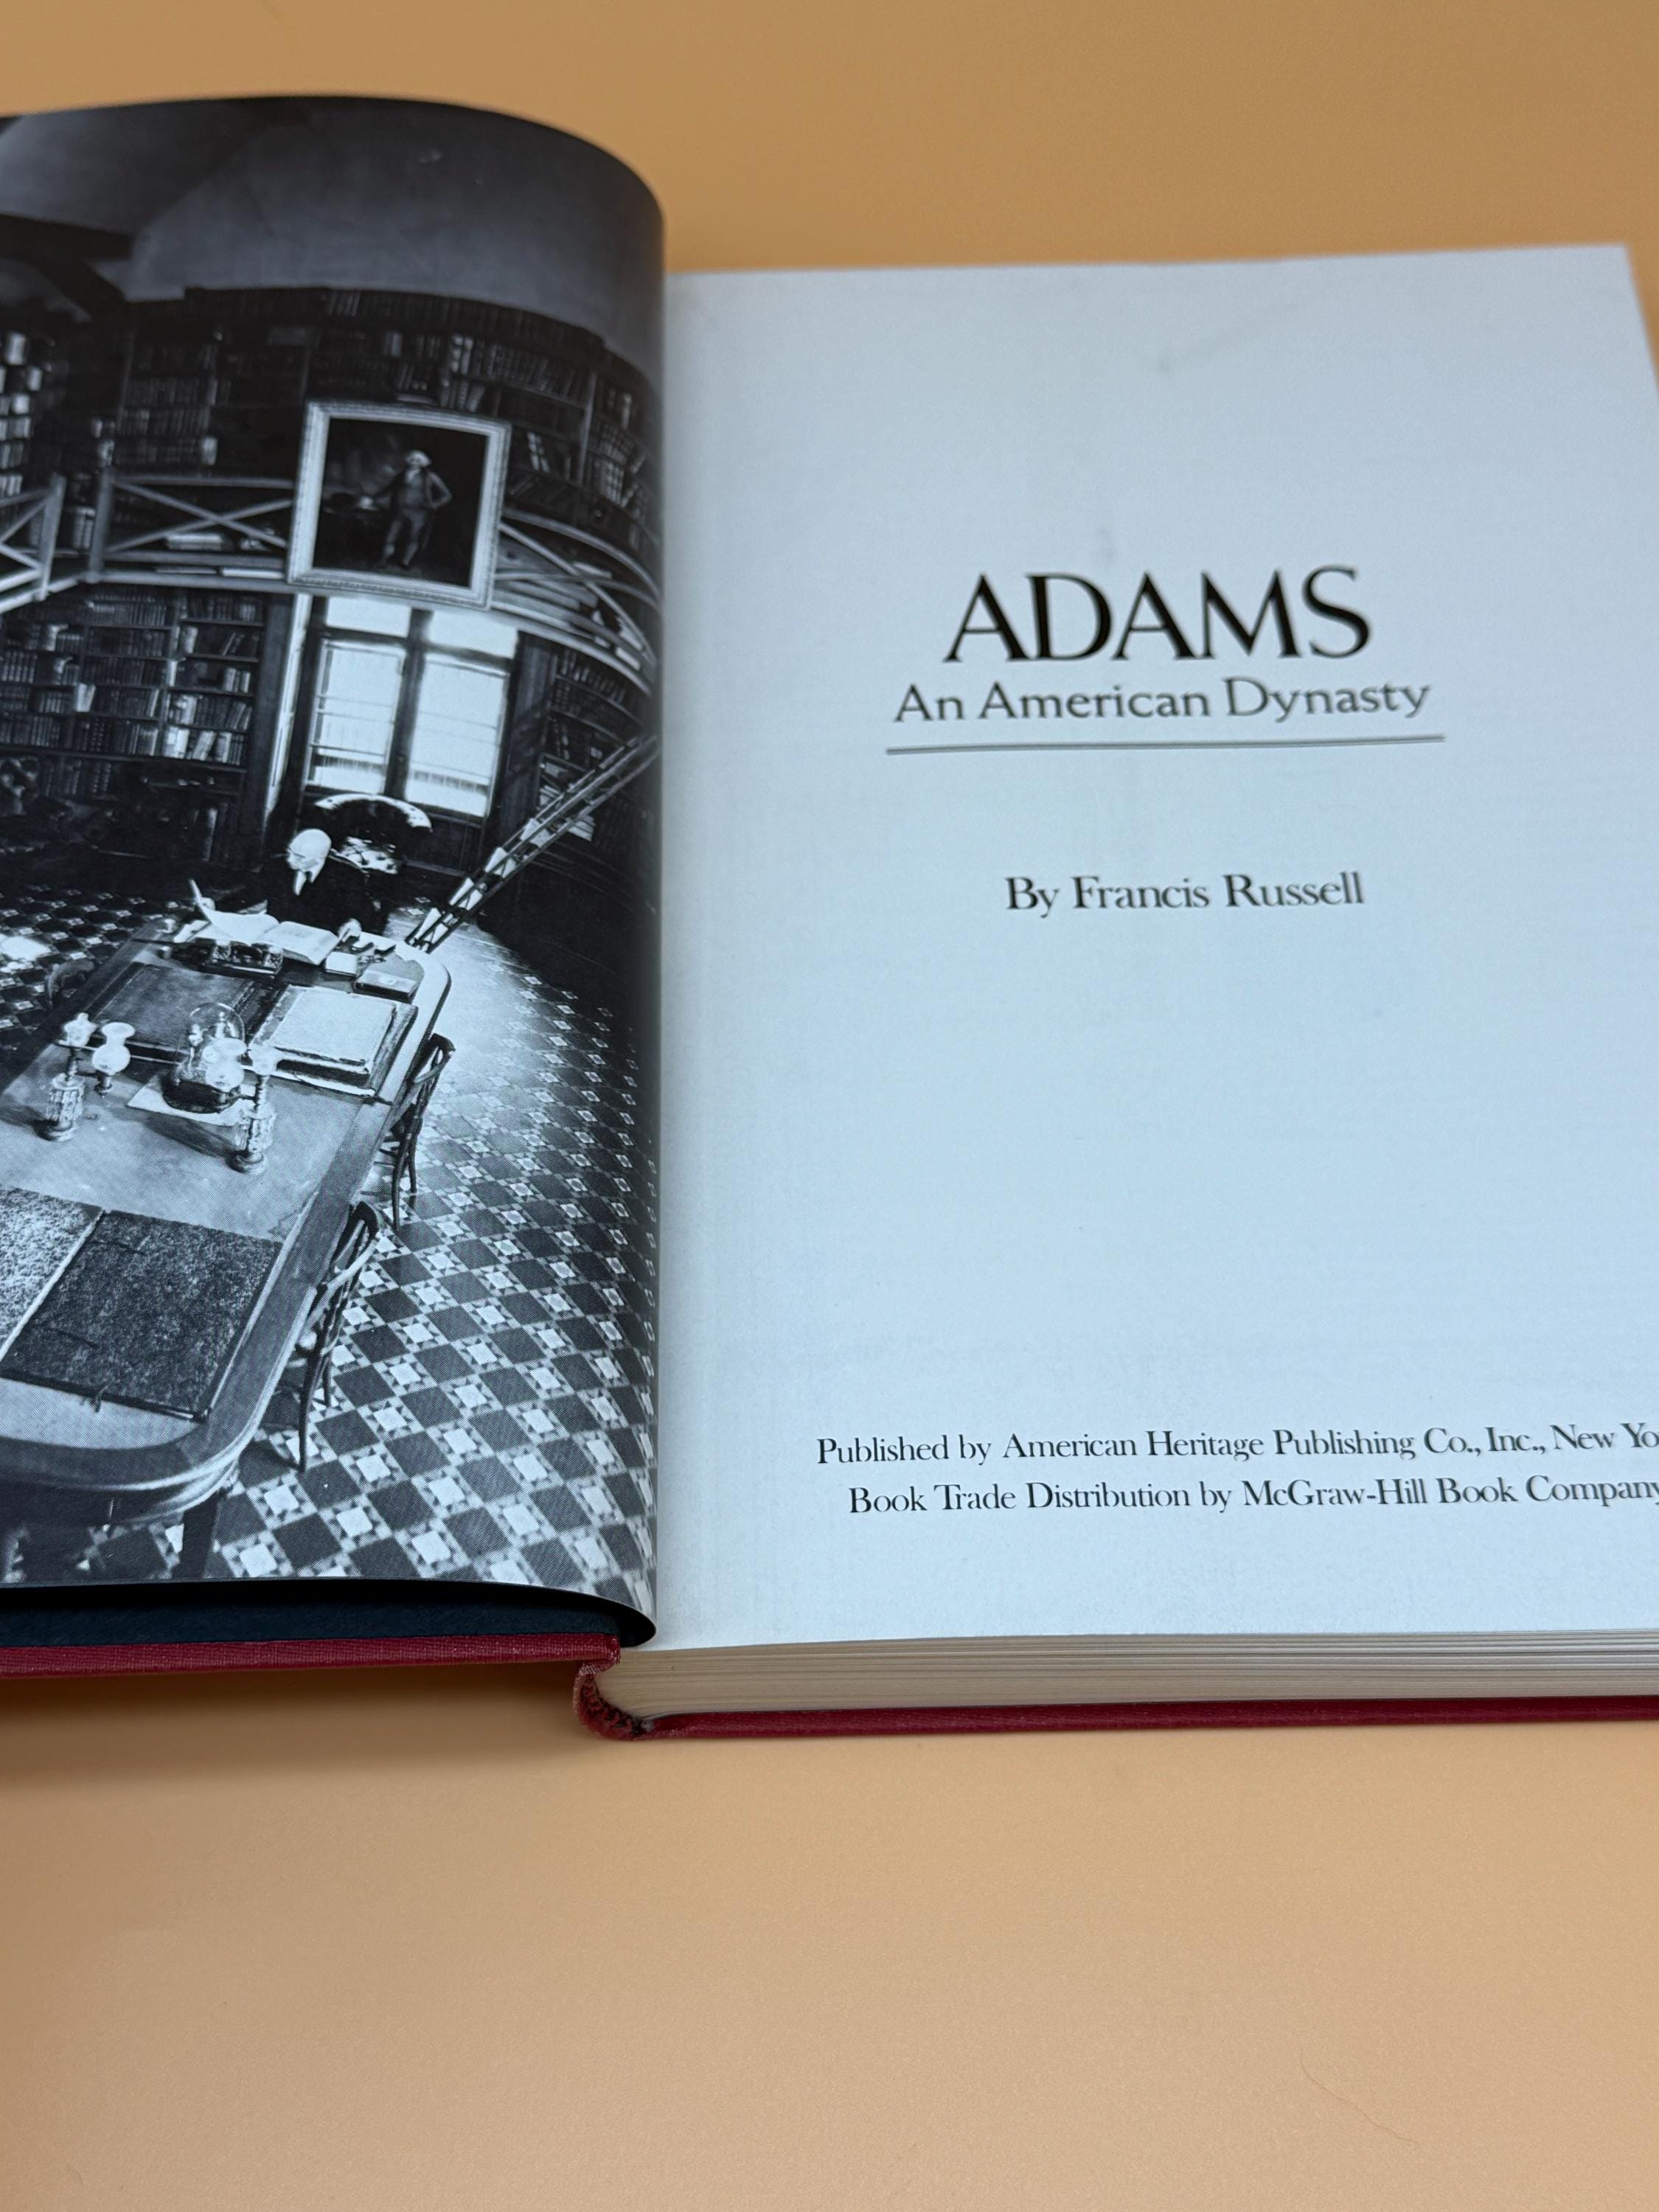 ADAMS
An American Dynasty
By Francis Russell
Published by American Heritage Publishing Co., Inc., New Yo
Book Trade Distribution by McGraw-Hill Book Company